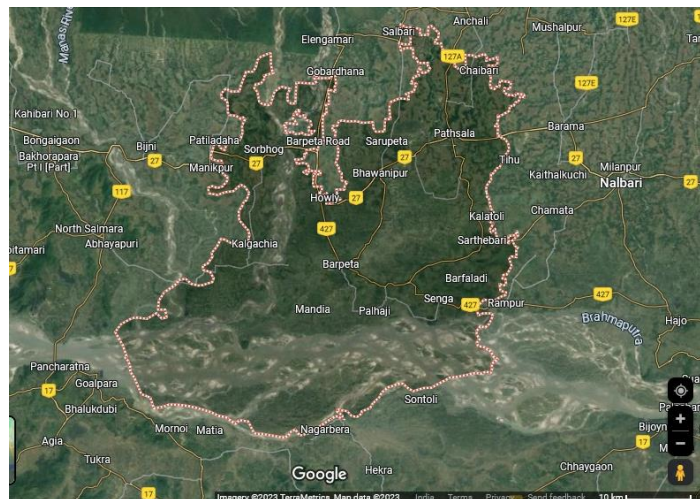 Manas River
Anchali
Mushalpur
127E
Salbari
Elengamari
Gobardhana
127A
Chaibari
127E
Kahibari No 1
Bongaigaon
Bakhorapara
Pt I [Part]
Bijni
27
Patiladaha
Manikpur
Sorbhog
27
Barpeta Road
Sarupeta
Pathsala
Barama
27
Tihu
Milanpur
Kaithalkuchi
Nalbari
27
117
Bhawanipur
27
Howly
427
North Salmara
Abhayapuri
Kalatoli
Chamata
Sarthebari
Kalgachia
Barpeta
Barfaladi
27
Senga
427
Rampur
427
Mandia
Palhaji
Brahmaputra
Hajo
Pancharatna
17
Goalpara
Bhalukdubi
Sontoli
Agia
Mornoi
Matia
Nagarbera
17
Tukra
Google
Hekra
Chhaygaon
Imagery ©2023 TerraMetrics, Map data ©2023
India
Terms
Privacy
Send feedback
10 km